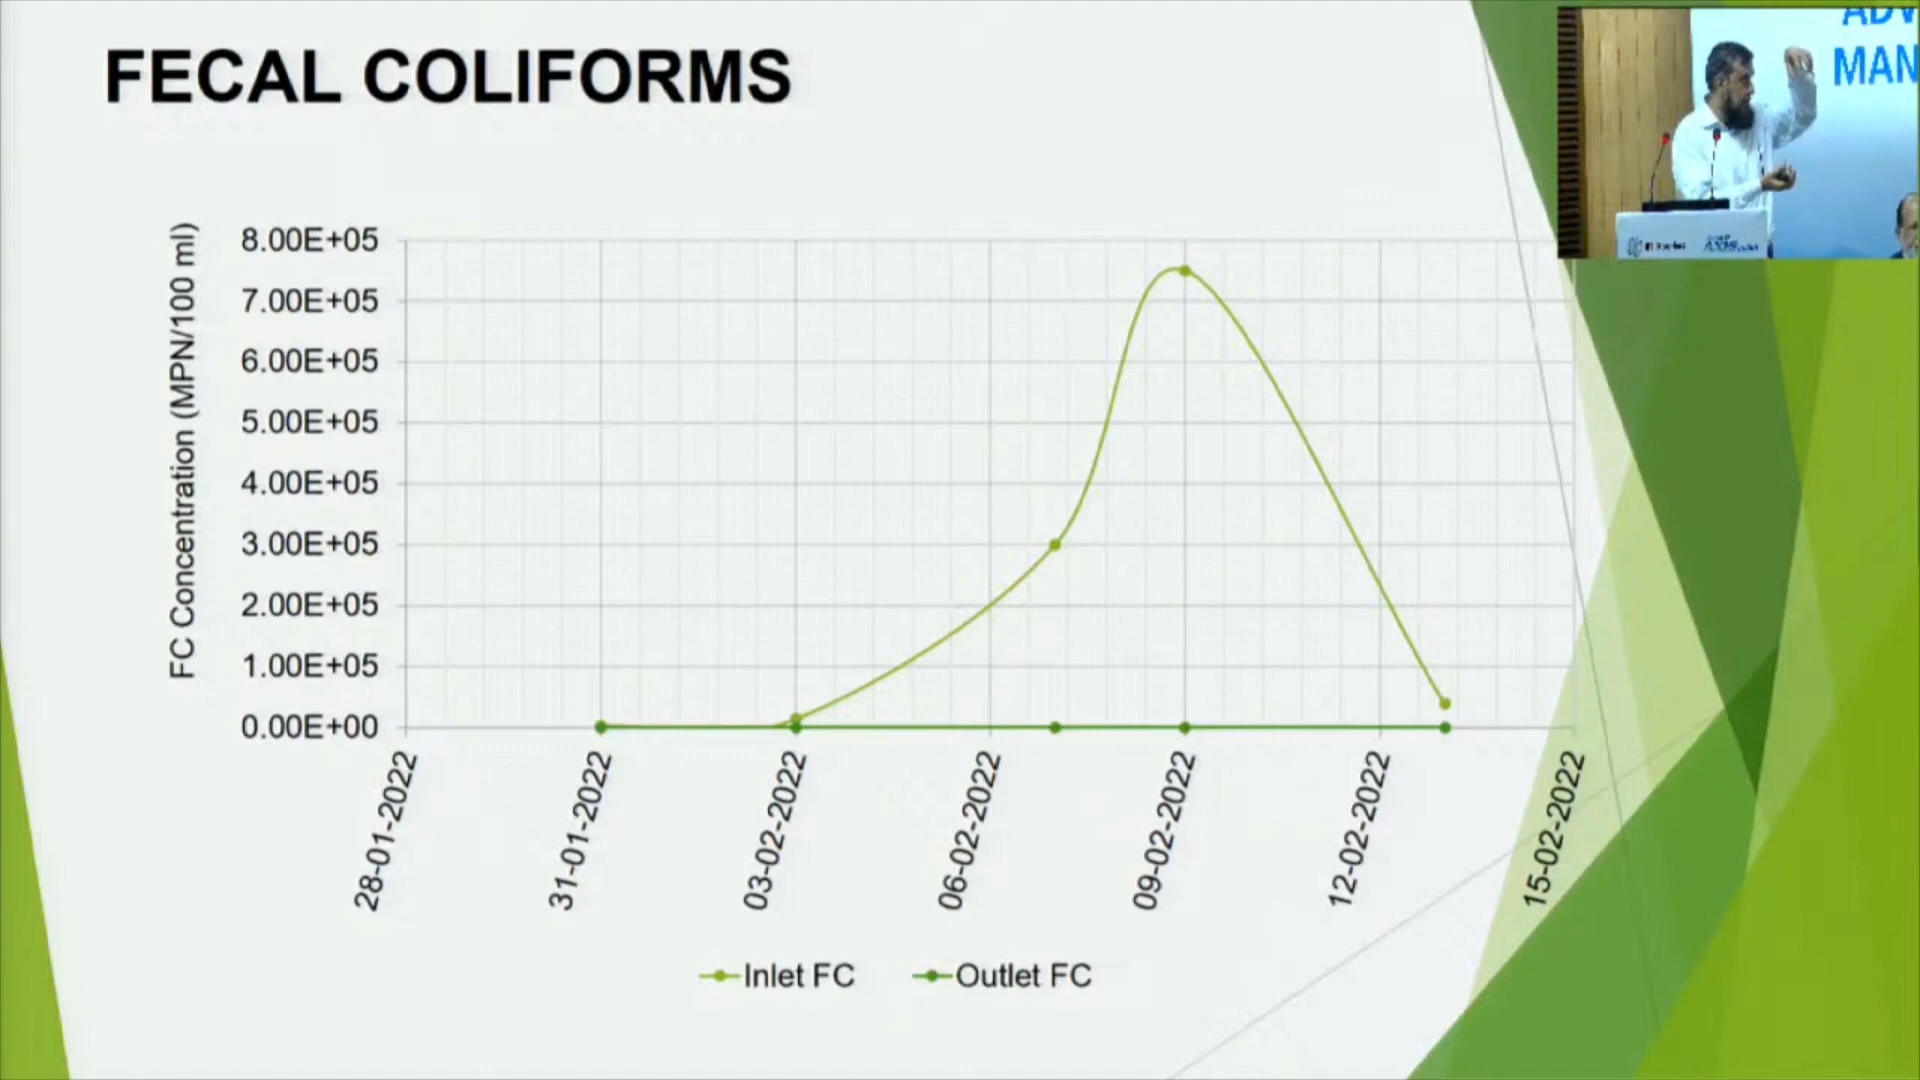 FECAL COLIFORMS
ADV
MAN
FC Concentration (MPN/100 ml)
8.00E+05
7.00E+05
6.00E+05
5.00E+05
4.00E+05
3.00E+05
2.00E+05
1.00E+05
0.00E+00
28-01-2022
31-01-2022
03-02-2022
06-02-2022
09-02-2022
12-02-2022
15-02-2022
Inlet FC
Outlet FC